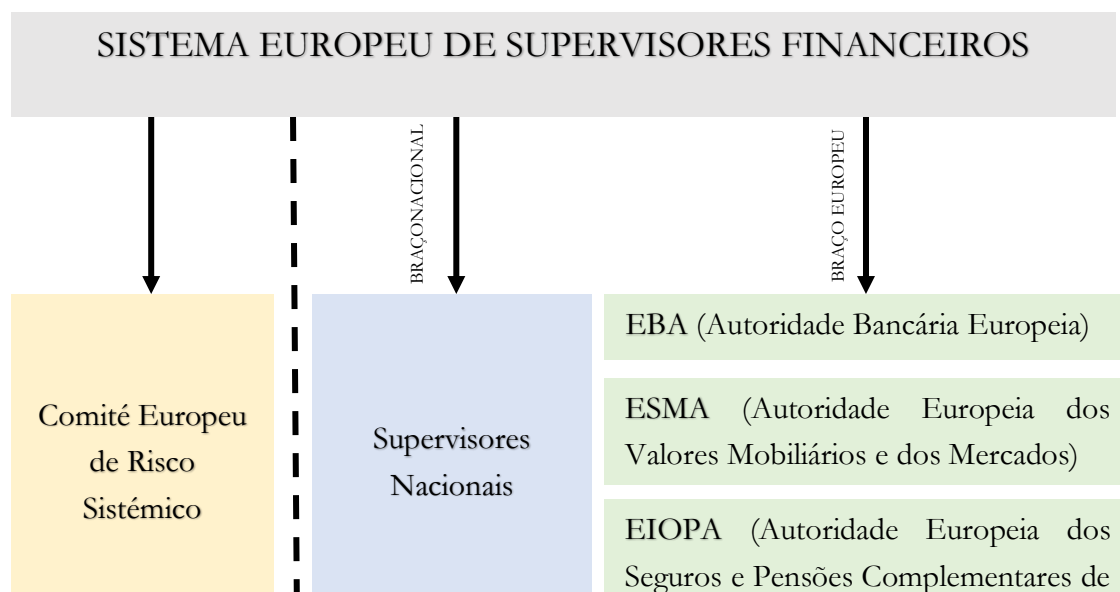 SISTEMA EUROPEU DE SUPERVISORES FINANCEIROS
BRAÇONACIONAL
BRAÇO EUROPEU
Comité Europeu
de Risco
Sistémico
Supervisores
Nacionais
EBA (Autoridade Bancária Europeia)
ESMA (Autoridade Europeia dos
Valores Mobiliários e dos Mercados)
EIOPA (Autoridade Europeia dos
Seguros e Pensões Complementares de